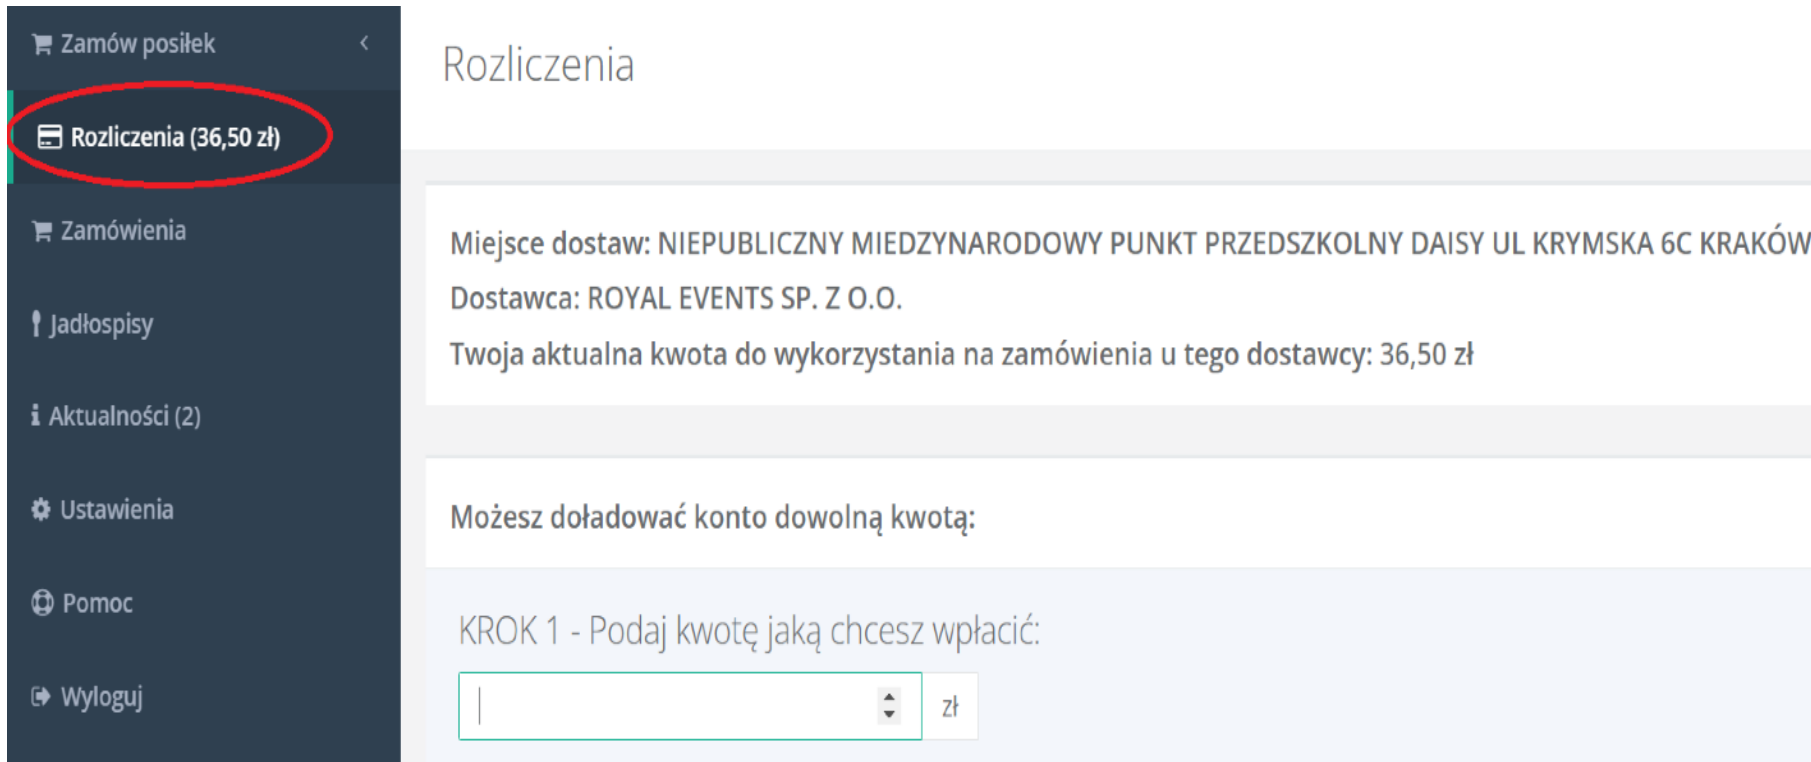 Zamów posiłek
Rozliczenia (36,50 zł)
Zamówienia
Jadłospisy
Aktualności (2)
Ustawienia
Pomoc
Wyloguj
Rozliczenia
Miejsce dostaw: NIEPUBLICZNY MIEDZYNARODOWY PUNKT PRZEDSZKOLNY DAISY UL KRYMSKA 6C KRAKÓW
Dostawca: ROYAL EVENTS SP. Z O.O.
Twoja aktualna kwota do wykorzystania na zamówienia u tego dostawcy: 36,50 zł
Możesz doładować konto dowolną kwotą:
KROK 1 - Podaj kwotę jaką chcesz wpłacić:
zł